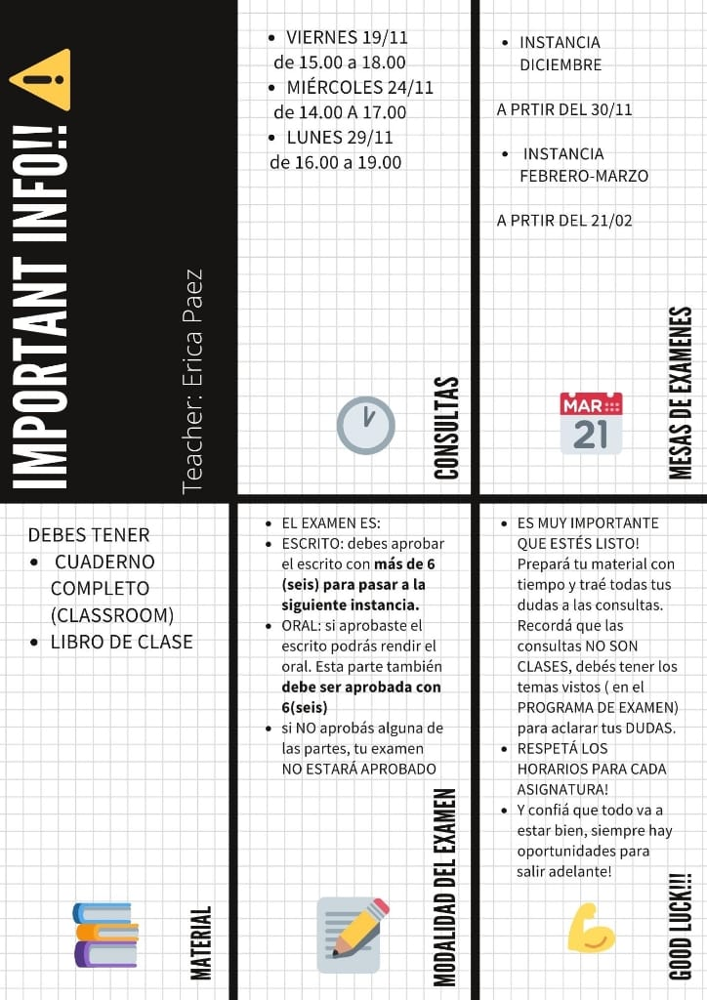 IMPORTANT INFO!!
Teacher: Erica Paez
• VIERNES 19/11
de 15.00 a 18.00
• MIÉRCOLES 24/11
de 14.00 A 17.00
• LUNES 29/11
de 16.00 a 19.00
CONSULTAS
• INSTANCIA
DICIEMBRE
A PRTIR DEL 30/11
• INSTANCIA
FEBRERO-MARZO
A PRTIR DEL 21/02
MAR
21
MESAS DE EXAMENES
DEBES TENER
• CUADERNO
COMPLETO
(CLASSROOM)
• LIBRO DE CLASE
MATERIAL
• EL EXAMEN ES:
• ESCRITO: debes aprobar
el escrito con más de 6
(seis) para pasar a la
siguiente instancia.
• ORAL: si aprobaste el
escrito podrás rendir el
oral. Esta parte también
debe ser aprobada con
6(seis)
• si NO aprobás alguna de
las partes, tu examen
NO ESTARÁ APROBADO
MODALIDAD DEL EXAMEN
• ES MUY IMPORTANTE
QUE ESTÉS LISTO!
Prepará tu material con
tiempo y traé todas tus
dudas a las consultas.
Recordá que las
consultas NO SON
CLASES, debés tener los
temas vistos ( en el
PROGRAMA DE EXAMEN)
para aclarar tus DUDAS.
• RESPETÁ LOS
HORARIOS PARA CADA
ASIGNATURA!
• Y confiá que todo va a
estar bien, siempre hay
oportunidades para
salir adelante!
GOOD LUCK!!!